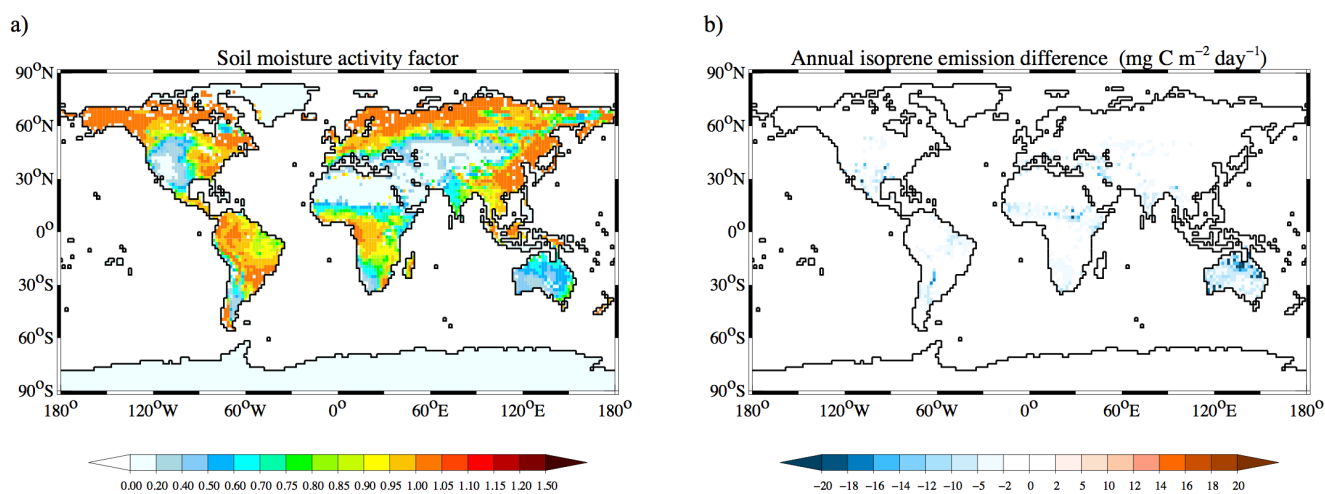 a)
Soil moisture activity factor
90°N
60°N
30°N
0°
30°S
60°S
90°S
180° 120°W 60°W 0° 60°E 120°E 180°
0.00 0.20 0.40 0.50 0.60 0.70 0.75 0.80 0.85 0.90 0.95 1.00 1.05 1.10 1.15 1.20 1.50
b)
Annual isoprene emission difference (mg C m⁻² day⁻¹)
90°N
60°N
30°N
0°
30°S
60°S
90°S
180° 120°W 60°W 0° 60°E 120°E 180°
−20 −18 −16 −14 −12 −10 −5 −2 0 2 5 10 12 14 16 18 20